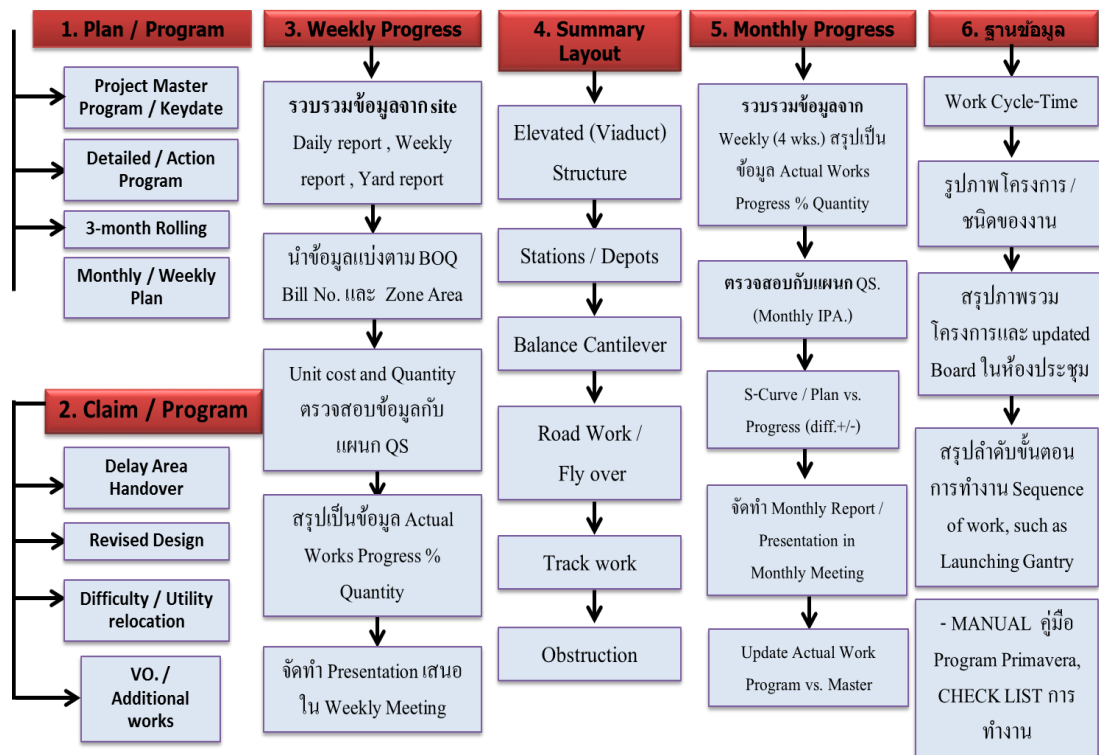 1. Plan / Program
Project Master
Program / Keydate
Detailed / Action
Program
3-month Rolling
Monthly / Weekly
Plan
2. Claim / Program
Delay Area
Handover
Revised Design
Difficulty / Utility
relocation
VO. /
Additional
works
3. Weekly Progress
รวบรวมข้อมูลจาก site
Daily report , Weekly
report , Yard report
นำข้อมูลแบ่งตาม BOQ
Bill No. และ Zone Area
Unit cost and Quantity
ตรวจสอบข้อมูลกับ
แผนก QS
สรุปเป็นข้อมูล Actual
Works Progress %
Quantity
จัดทำ Presentation เสนอ
ใน Weekly Meeting
4. Summary
Layout
Elevated (Viaduct)
Structure
Stations / Depots
Balance Cantilever
Road Work /
Fly over
Track work
Obstruction
5. Monthly Progress
รวบรวมข้อมูลจาก
Weekly (4 wks.) สรุปเป็น
ข้อมูล Actual Works
Progress % Quantity
ตรวจสอบกับแผนก QS.
(Monthly IPA.)
S-Curve / Plan vs.
Progress (diff.+/-)
จัดทำ Monthly Report /
Presentation in
Monthly Meeting
Update Actual Work
Program vs. Master
6. ฐานข้อมูล
Work Cycle-Time
รูปภาพโครงการ /
ชนิดของงาน
สรุปภาพรวม
โครงการและ updated
Board ในห้องประชุม
สรุปลำดับขั้นตอน
การทำงาน Sequence
of work, such as
Launching Gantry
- MANUAL คู่มือ
Program Primavera,
CHECK LIST การ
ทำงาน